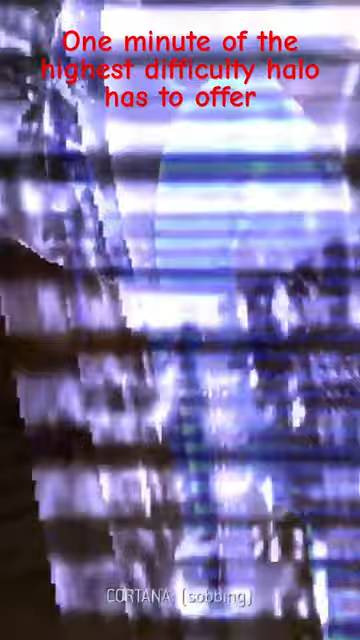 One minute of the
highest difficulty halo
has to offer
CORTANA: (sobbing)